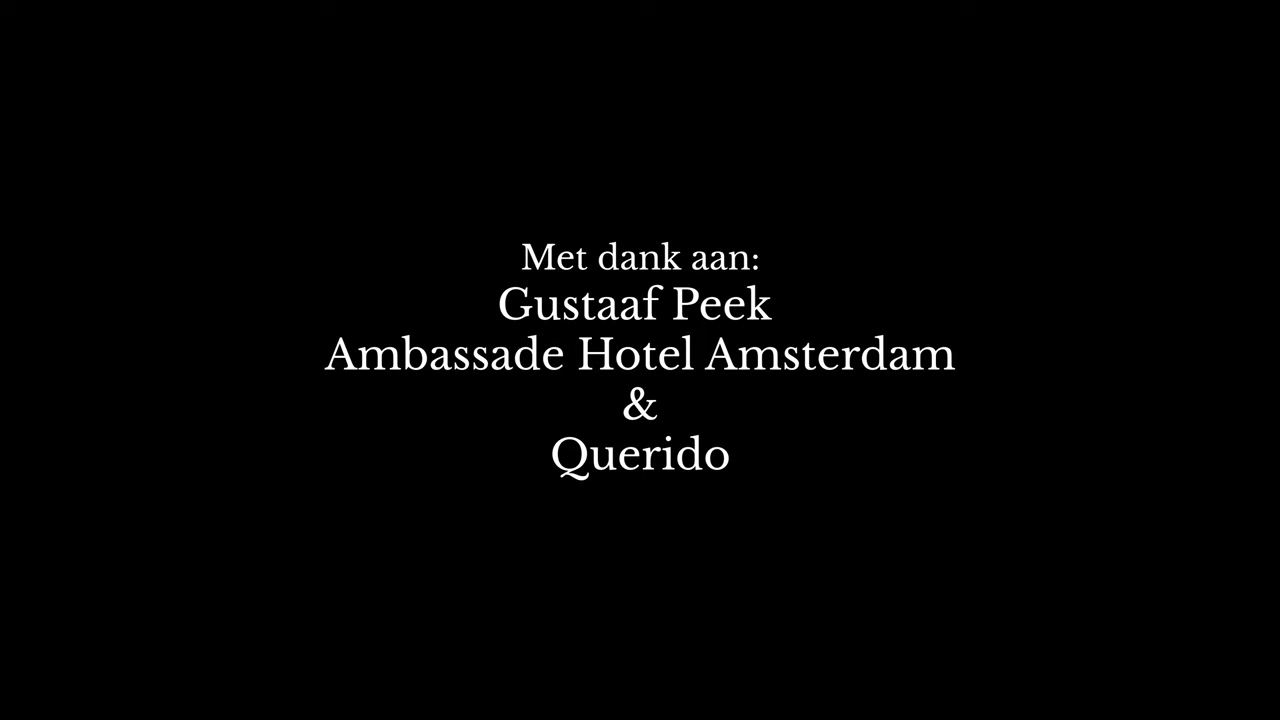 Met dank aan:
Gustaaf Peek
Ambassade Hotel Amsterdam
&
Querido